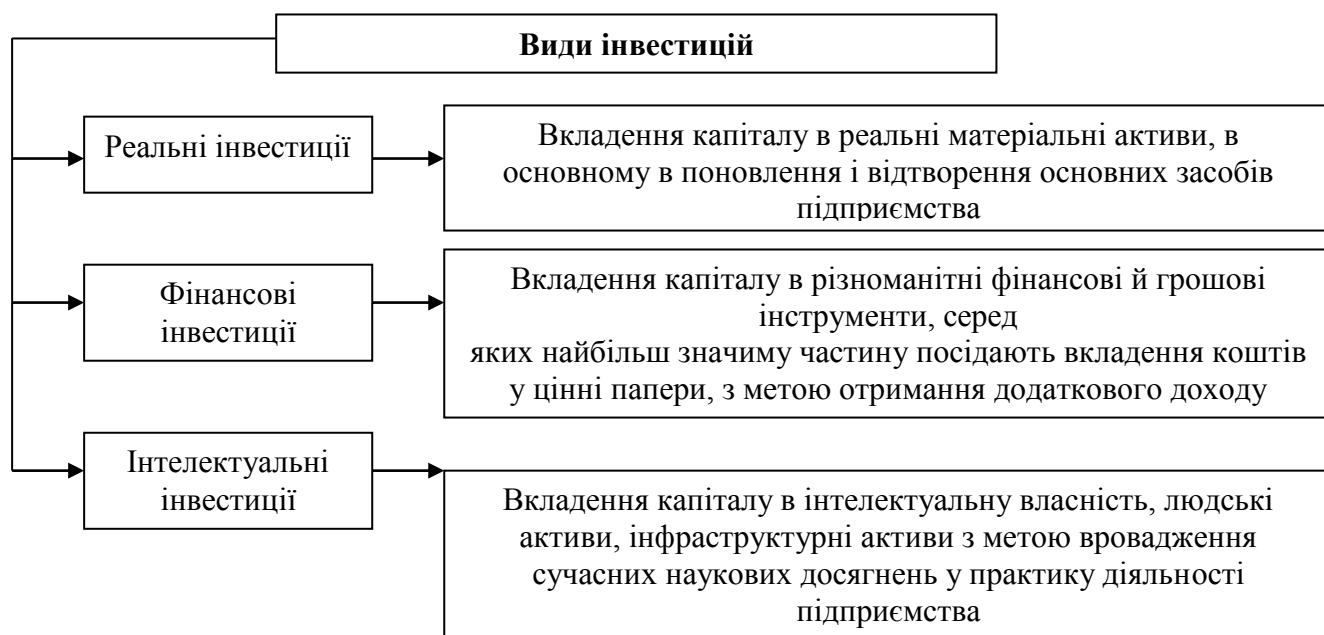 Види інвестицій
Реальні інвестиції
Вкладення капіталу в реальні матеріальні активи, в
основному в поновлення і відтворення основних засобів
підприємства
Фінансові
інвестиції
Вкладення капіталу в різноманітні фінансові й грошові
інструменти, серед
яких найбільш значиму частину посідають вкладення коштів
у цінні папери, з метою отримання додаткового доходу
Інтелектуальні
інвестиції
Вкладення капіталу в інтелектуальну власність, людські
активи, інфраструктурні активи з метою вровадження
сучасних наукових досягнень у практику діяльності
підприємства